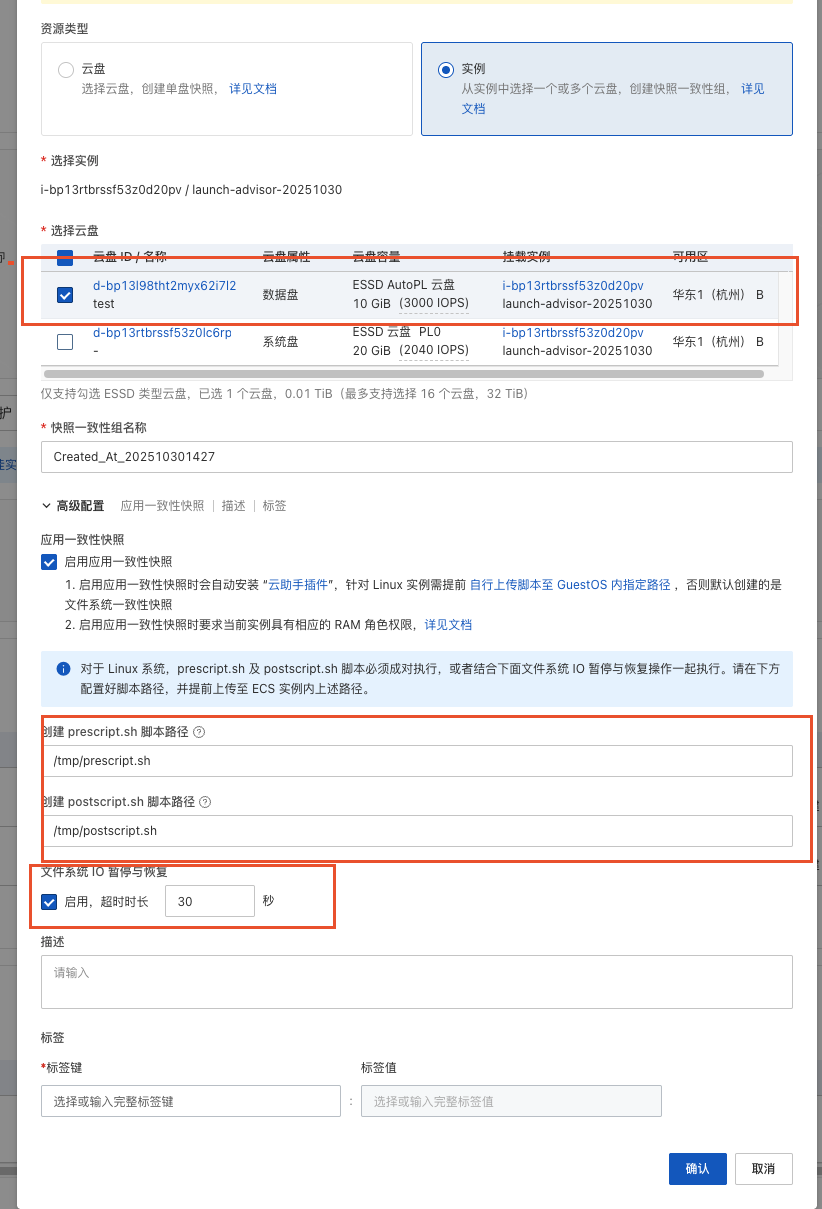 资源类型
云盘
选择云盘，创建单盘快照， 详见文档
实例
从实例中选择一个或多个云盘，创建快照一致性组， 详见
文档
* 选择实例
i-bp13rtbrssf53z0d20pv / launch-advisor-20251030
* 选择云盘
云盘 ID / 名称 云盘属性 云盘容量 挂载实例 可用区
d-bp13l98tht2myx62i7l2 数据盘 ESSD AutoPL 云盘 i-bp13rtbrssf53z0d20pv 华东1（杭州） B
test 10 GiB (3000 IOPS) launch-advisor-20251030
d-bp13rtbrssf53z0lc6rp 系统盘 ESSD 云盘 PL0 i-bp13rtbrssf53z0d20pv 华东1（杭州） B
- 20 GiB (2040 IOPS) launch-advisor-20251030
仅支持勾选 ESSD 类型云盘，已选 1 个云盘，0.01 TiB（最多支持选择 16 个云盘，32 TiB）
* 快照一致性组名称
Created_At_202510301427
高级配置 应用一致性快照 | 描述 | 标签
应用一致性快照
启用应用一致性快照
1. 启用应用一致性快照时会自动安装 “云助手插件”，针对 Linux 实例需提前 自行上传脚本至 GuestOS 内指定路径 ，否则默认创建的是
文件系统一致性快照
2. 启用应用一致性快照时要求当前实例具有相应的 RAM 角色权限，详见文档
对于 Linux 系统，prescript.sh 及 postscript.sh 脚本必须成对执行，或者结合下面文件系统 IO 暂停与恢复操作一起执行。请在下方
配置好脚本路径，并提前上传至 ECS 实例内上述路径。
创建 prescript.sh 脚本路径
/tmp/prescript.sh
创建 postscript.sh 脚本路径
/tmp/postscript.sh
文件系统 IO 暂停与恢复
启用，超时时长 30 秒
描述
请输入
标签
*标签键 标签值
选择或输入完整标签键 : 选择或输入完整标签值
确认 取消